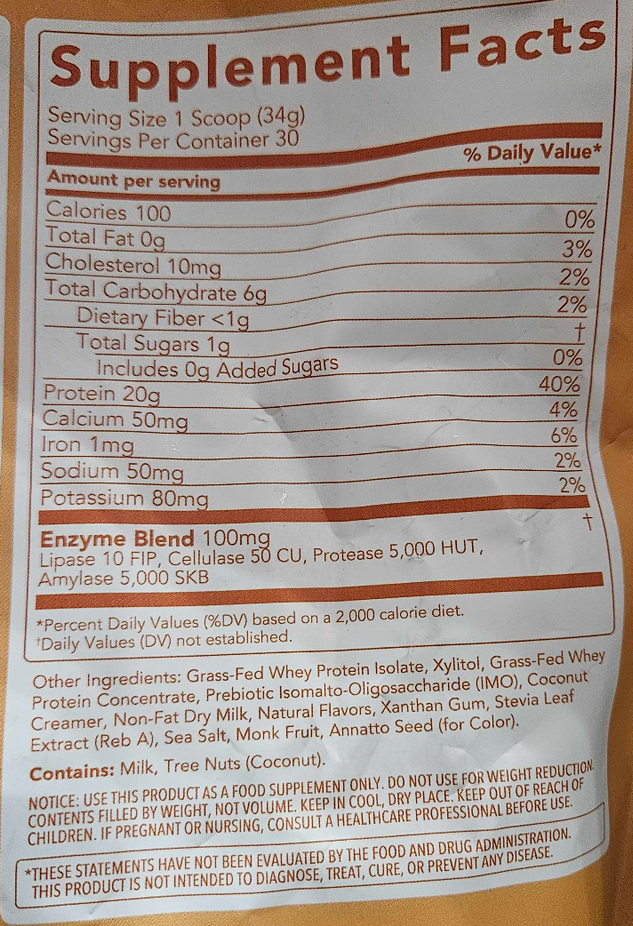 Supplement Facts
Serving Size 1 Scoop (34g)
Servings Per Container 30
% Daily Value*
Amount per serving
Calories 100
Total Fat 0g 0%
Cholesterol 10mg 3%
Total Carbohydrate 6g 2%
Dietary Fiber <1g 2%
Total Sugars 1g †
Includes 0g Added Sugars 0%
Protein 20g 40%
Calcium 50mg 4%
Iron 1mg 6%
Sodium 50mg 2%
Potassium 80mg 2%
Enzyme Blend 100mg †
Lipase 10 FIP, Cellulase 50 CU, Protease 5,000 HUT,
Amylase 5,000 SKB
*Percent Daily Values (%DV) based on a 2,000 calorie diet.
†Daily Values (DV) not established.
Other Ingredients: Grass-Fed Whey Protein Isolate, Xylitol, Grass-Fed Whey
Protein Concentrate, Prebiotic Isomalto-Oligosaccharide (IMO), Coconut
Creamer, Non-Fat Dry Milk, Natural Flavors, Xanthan Gum, Stevia Leaf
Extract (Reb A), Sea Salt, Monk Fruit, Annatto Seed (for Color).
Contains: Milk, Tree Nuts (Coconut).
NOTICE: USE THIS PRODUCT AS A FOOD SUPPLEMENT ONLY. DO NOT USE FOR WEIGHT REDUCTION.
CONTENTS FILLED BY WEIGHT, NOT VOLUME. KEEP IN COOL, DRY PLACE. KEEP OUT OF REACH OF
CHILDREN. IF PREGNANT OR NURSING, CONSULT A HEALTHCARE PROFESSIONAL BEFORE USE.
*THESE STATEMENTS HAVE NOT BEEN EVALUATED BY THE FOOD AND DRUG ADMINISTRATION.
THIS PRODUCT IS NOT INTENDED TO DIAGNOSE, TREAT, CURE, OR PREVENT ANY DISEASE.